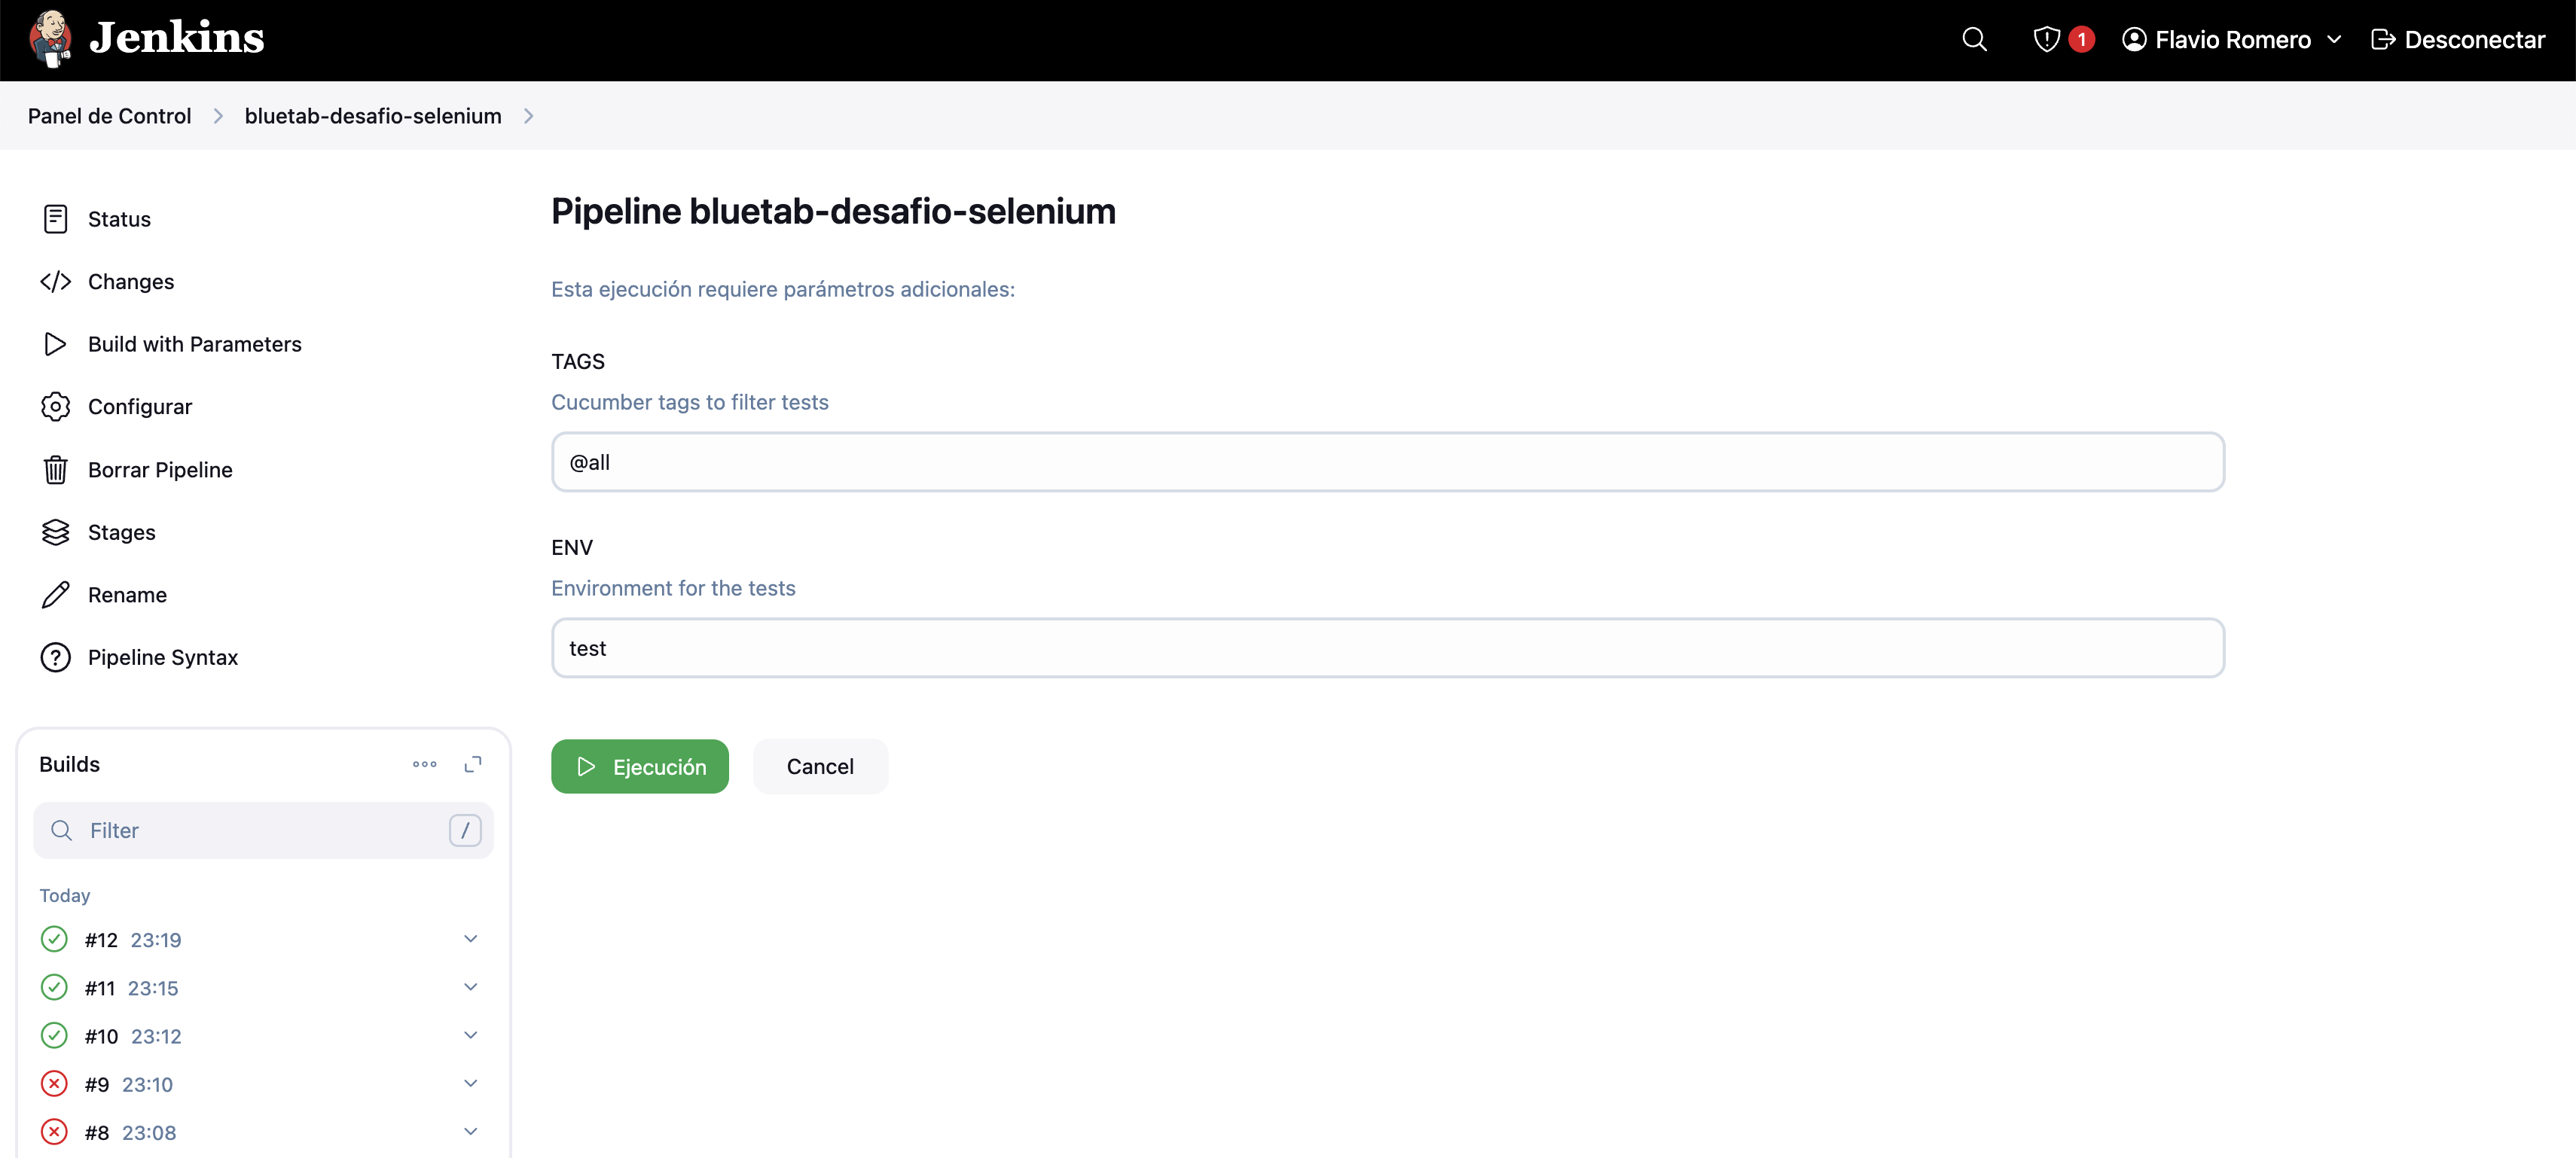 Jenkins
1
Flavio Romero
Desconectar
Panel de Control
bluetab-desafio-selenium
Status
Changes
Build with Parameters
Configurar
Borrar Pipeline
Stages
Rename
Pipeline Syntax
Builds
Filter
/
Today
#12 23:19
#11 23:15
#10 23:12
#9 23:10
#8 23:08
Pipeline bluetab-desafio-selenium
Esta ejecución requiere parámetros adicionales:
TAGS
Cucumber tags to filter tests
@all
ENV
Environment for the tests
test
Ejecución
Cancel